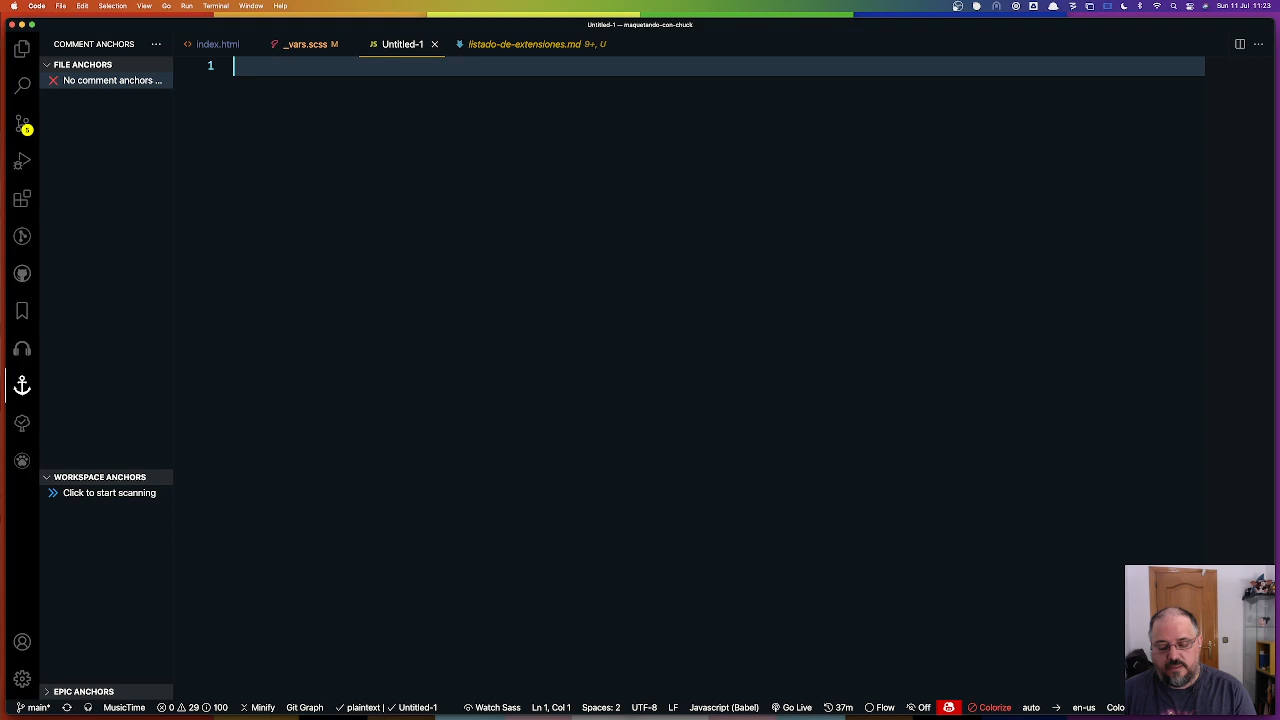 Code File Edit Selection View Go Run Terminal Window Help
Sun 11 Jul 11:23
Untitled-1 — maquetando-con-chuck
COMMENT ANCHORS
index.html
_vars.scss M
JS Untitled-1
listado-de-extensiones.md 9+, U
FILE ANCHORS
No comment anchors ...
1
5
WORKSPACE ANCHORS
Click to start scanning
EPIC ANCHORS
main* MusicTime 0 29 100 Minify Git Graph plaintext | Untitled-1 Watch Sass Ln 1, Col 1 Spaces: 2 UTF-8 LF Javascript (Babel) Go Live 37m Flow Off Colorize auto en-us Colo